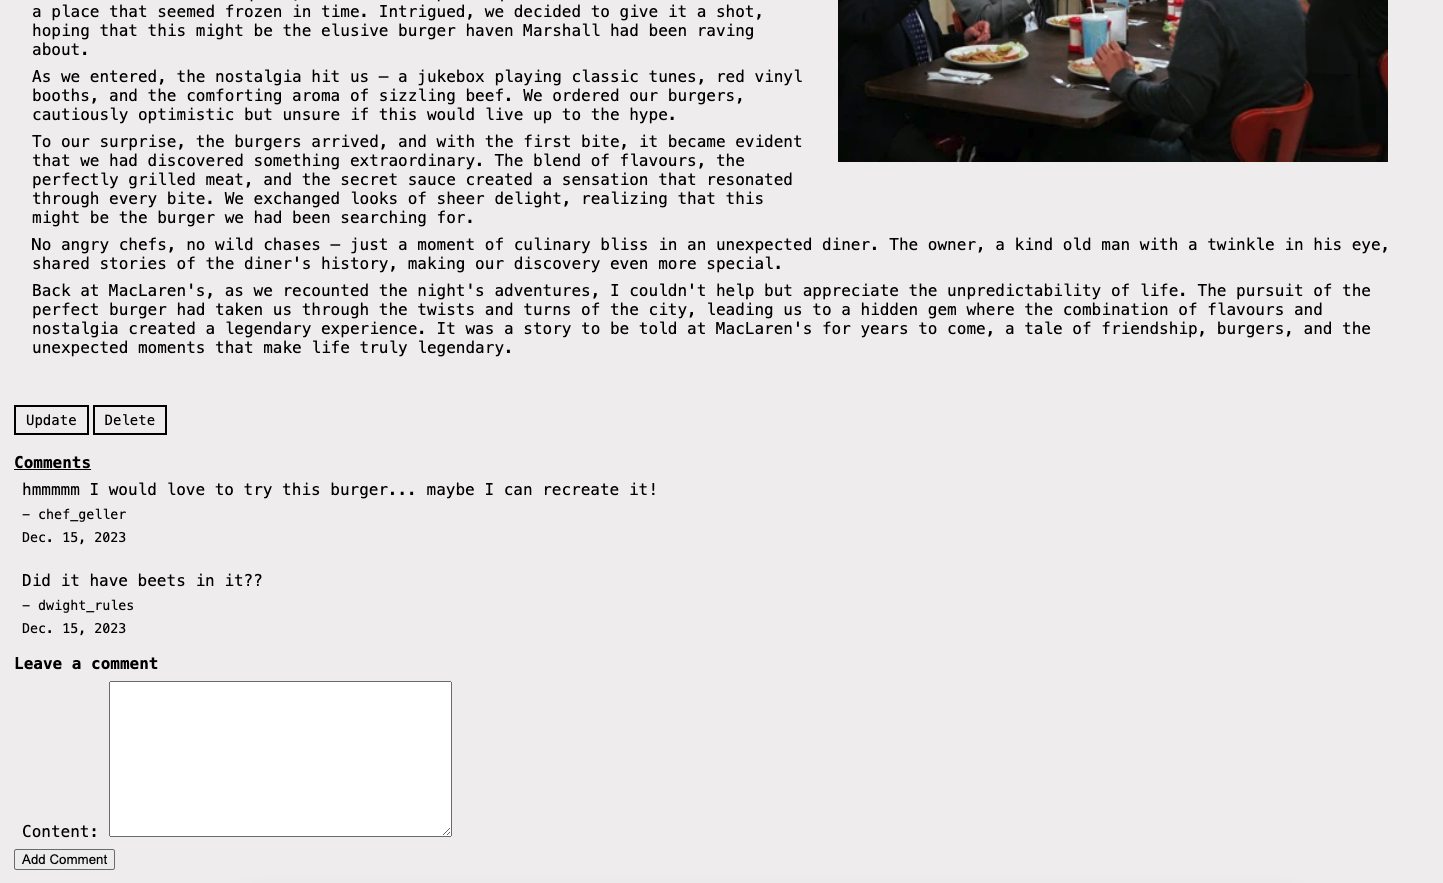 a place that seemed frozen in time. Intrigued, we decided to give it a shot,
hoping that this might be the elusive burger haven Marshall had been raving
about.
As we entered, the nostalgia hit us – a jukebox playing classic tunes, red vinyl
booths, and the comforting aroma of sizzling beef. We ordered our burgers,
cautiously optimistic but unsure if this would live up to the hype.
To our surprise, the burgers arrived, and with the first bite, it became evident
that we had discovered something extraordinary. The blend of flavours, the
perfectly grilled meat, and the secret sauce created a sensation that resonated
through every bite. We exchanged looks of sheer delight, realizing that this
might be the burger we had been searching for.
No angry chefs, no wild chases – just a moment of culinary bliss in an unexpected diner. The owner, a kind old man with a twinkle in his eye,
shared stories of the diner's history, making our discovery even more special.
Back at MacLaren's, as we recounted the night's adventures, I couldn't help but appreciate the unpredictability of life. The pursuit of the
perfect burger had taken us through the twists and turns of the city, leading us to a hidden gem where the combination of flavours and
nostalgia created a legendary experience. It was a story to be told at MacLaren's for years to come, a tale of friendship, burgers, and the
unexpected moments that make life truly legendary.
Update Delete
Comments
hmmmmm I would love to try this burger... maybe I can recreate it!
– chef_geller
Dec. 15, 2023
Did it have beets in it??
– dwight_rules
Dec. 15, 2023
Leave a comment
Content:
Add Comment